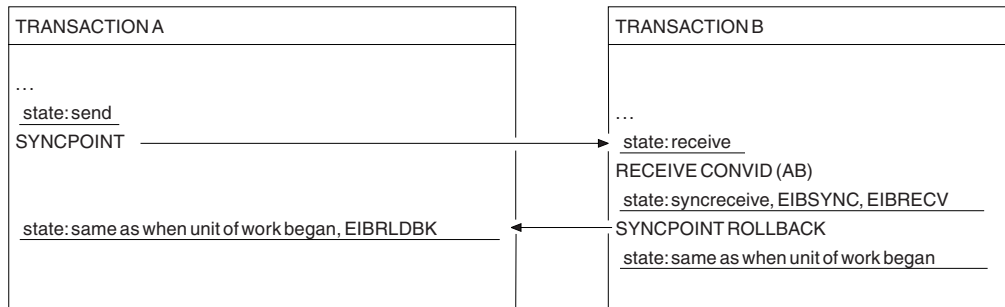 TRANSACTION A
...
state: send
SYNCPOINT
state: same as when unit of work began, EIBRLDBK
TRANSACTION B
...
state: receive
RECEIVE CONVID (AB)
state: syncreceive, EIBSYNC, EIBRECV
SYNCPOINT ROLLBACK
state: same as when unit of work began